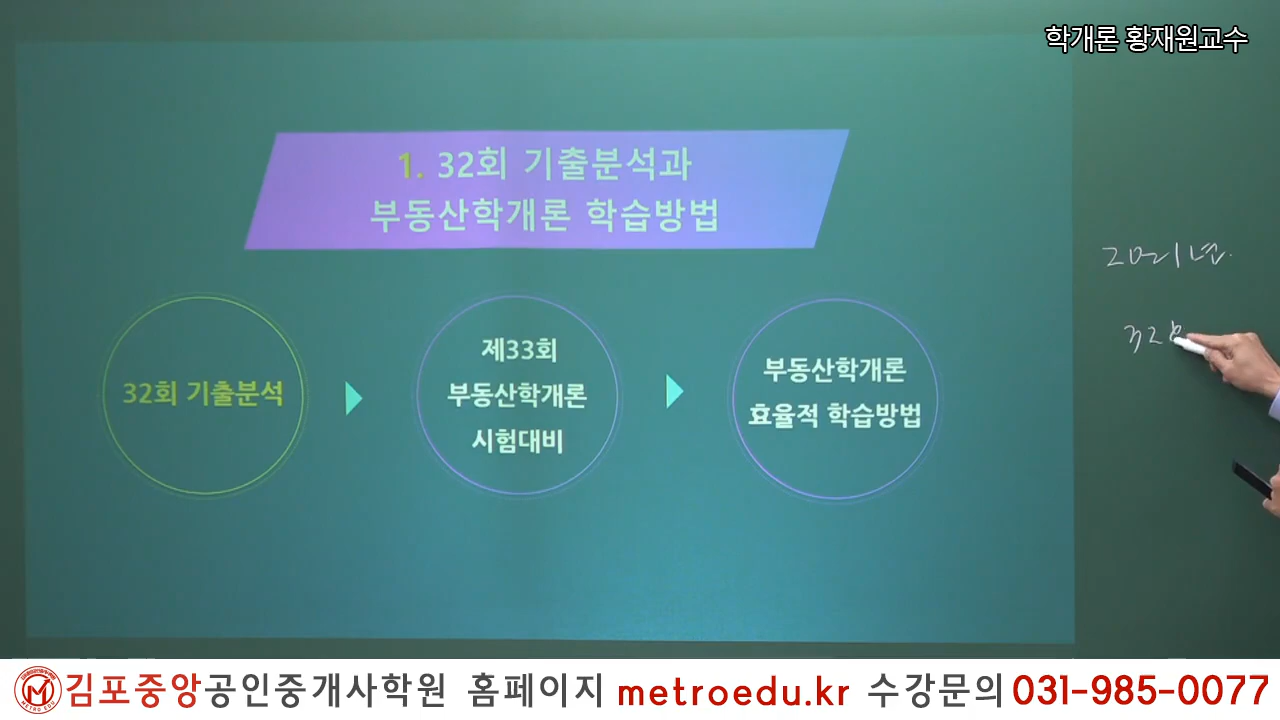 학개론 황재원교수
1. 32회 기출분석과
부동산학개론 학습방법
2021년
32
32회 기출분석
제33회
부동산학개론
시험대비
부동산학개론
효율적 학습방법
METRO EDU
김포중앙공인중개사학원 홈페이지 metroedu.kr 수강문의 031-985-0077